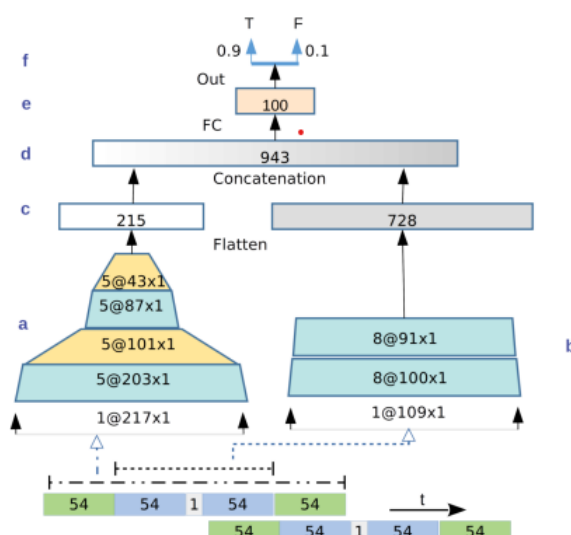 T F
f 0.9 0.1
Out
e 100
FC
d 943
Concatenation
c 215 728
Flatten
5@43x1
5@87x1
a 5@101x1 8@91x1 b
5@203x1 8@100x1
1@217x1 1@109x1
54 54 1 54 54 t
54 54 1 54 54